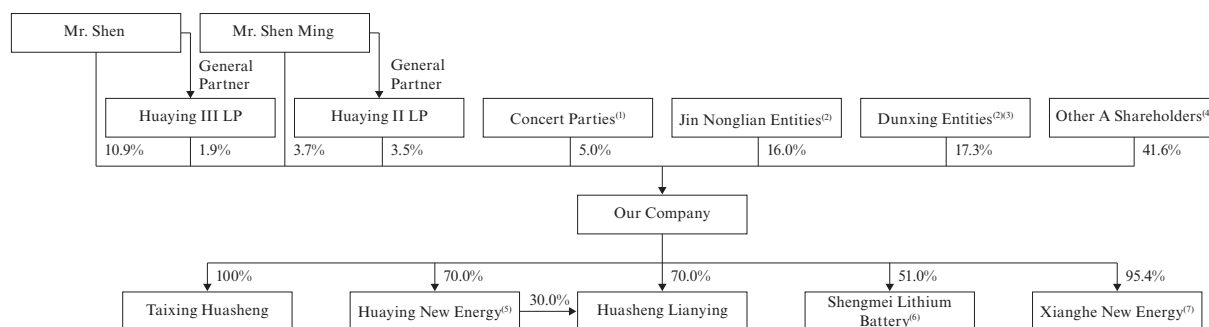 Mr. Shen
Mr. Shen Ming
General
Partner
General
Partner
Huaying III LP
Huaying II LP
Concert Parties(1)
Jin Nonglian Entities(2)
Dunxing Entities(2)(3)
Other A Shareholders(4
10.9%
1.9%
3.7%
3.5%
5.0%
16.0%
17.3%
41.6%
Our Company
100%
70.0%
70.0%
51.0%
95.4%
Taixing Huasheng
Huaying New Energy(5)
30.0%
Huasheng Lianying
Shengmei Lithium
Battery(6)
Xianghe New Energy(7)